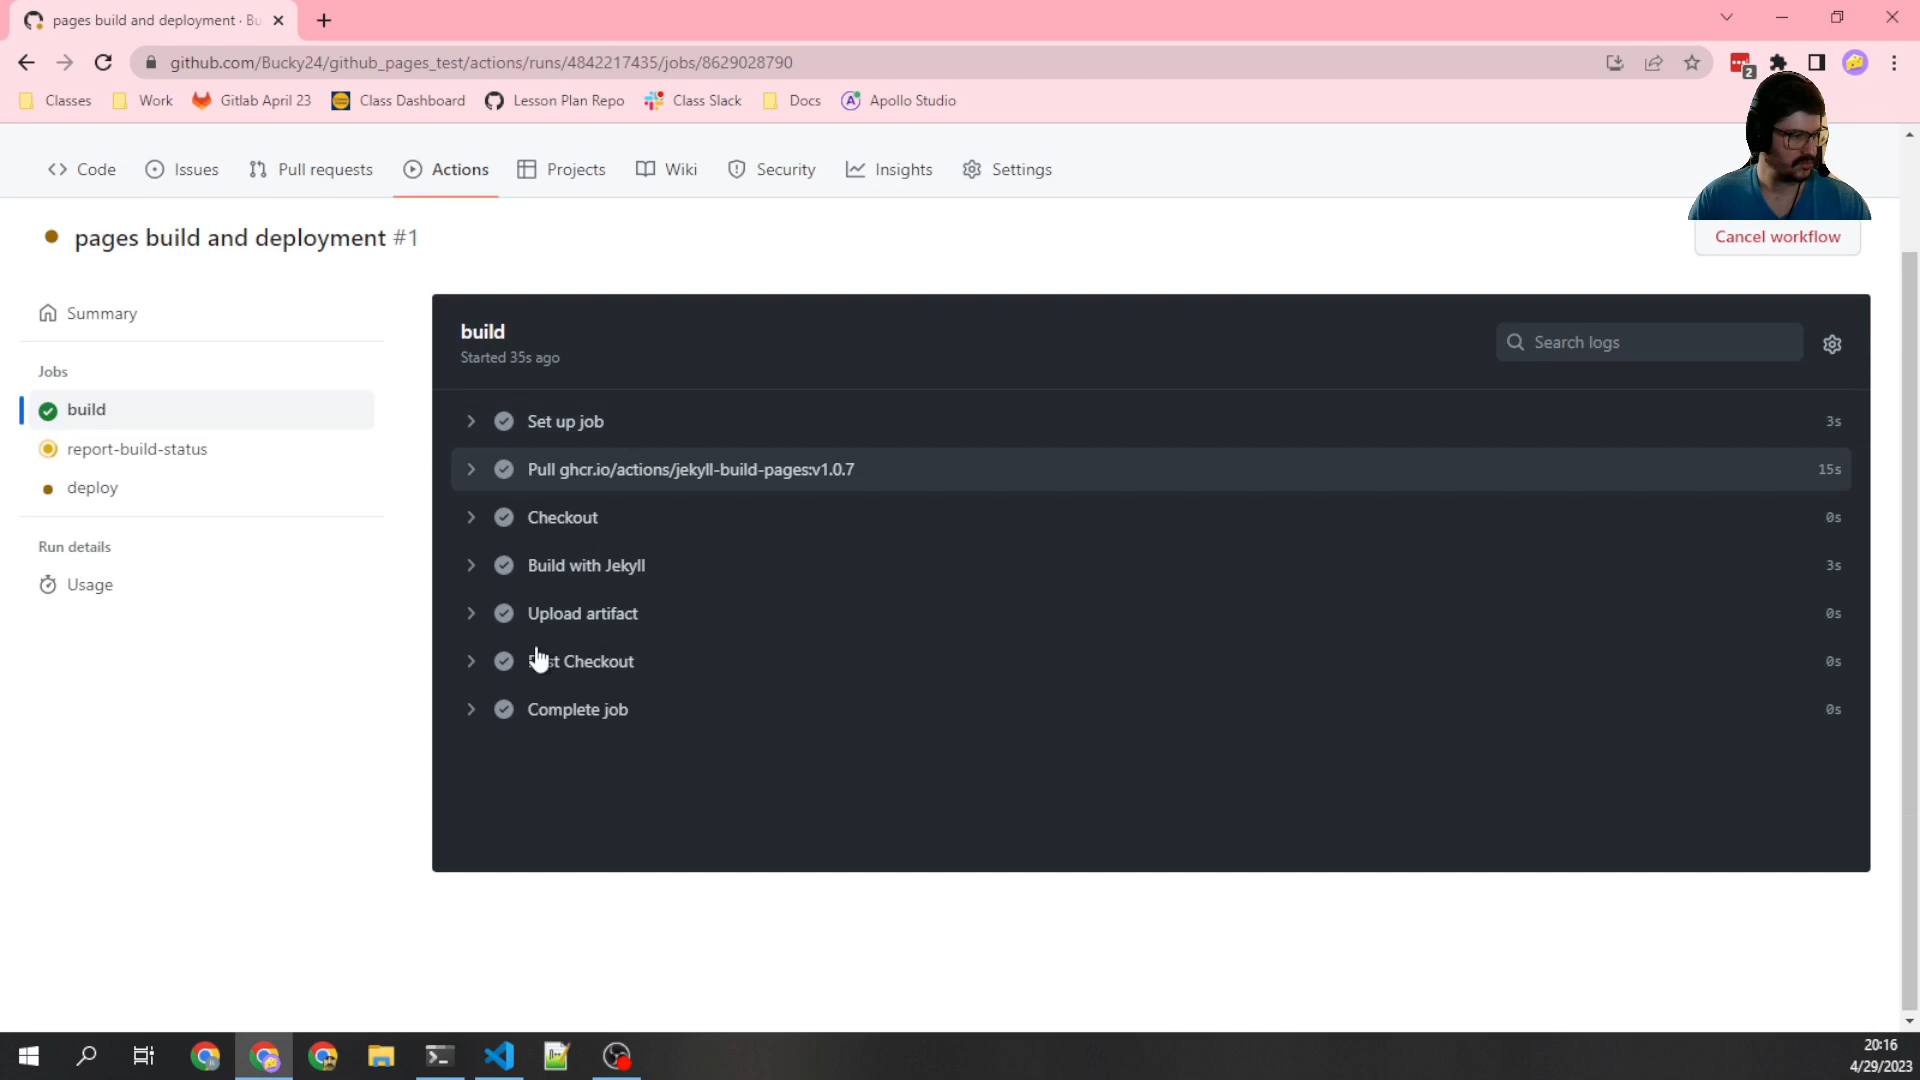 pages build and deployment · Bu
github.com/Bucky24/github_pages_test/actions/runs/4842217435/jobs/8629028790
2
Classes
Work
Gitlab April 23
Class Dashboard
Lesson Plan Repo
Class Slack
Docs
Apollo Studio
Code
Issues
Pull requests
Actions
Projects
Wiki
Security
Insights
Settings
pages build and deployment #1
Cancel workflow
Summary
Jobs
build
report-build-status
deploy
Run details
Usage
build
Started 35s ago
Search logs
Set up job 3s
Pull ghcr.io/actions/jekyll-build-pages:v1.0.7 15s
Checkout 0s
Build with Jekyll 3s
Upload artifact 0s
Checkout 0s
Complete job 0s
20:16
4/29/2023